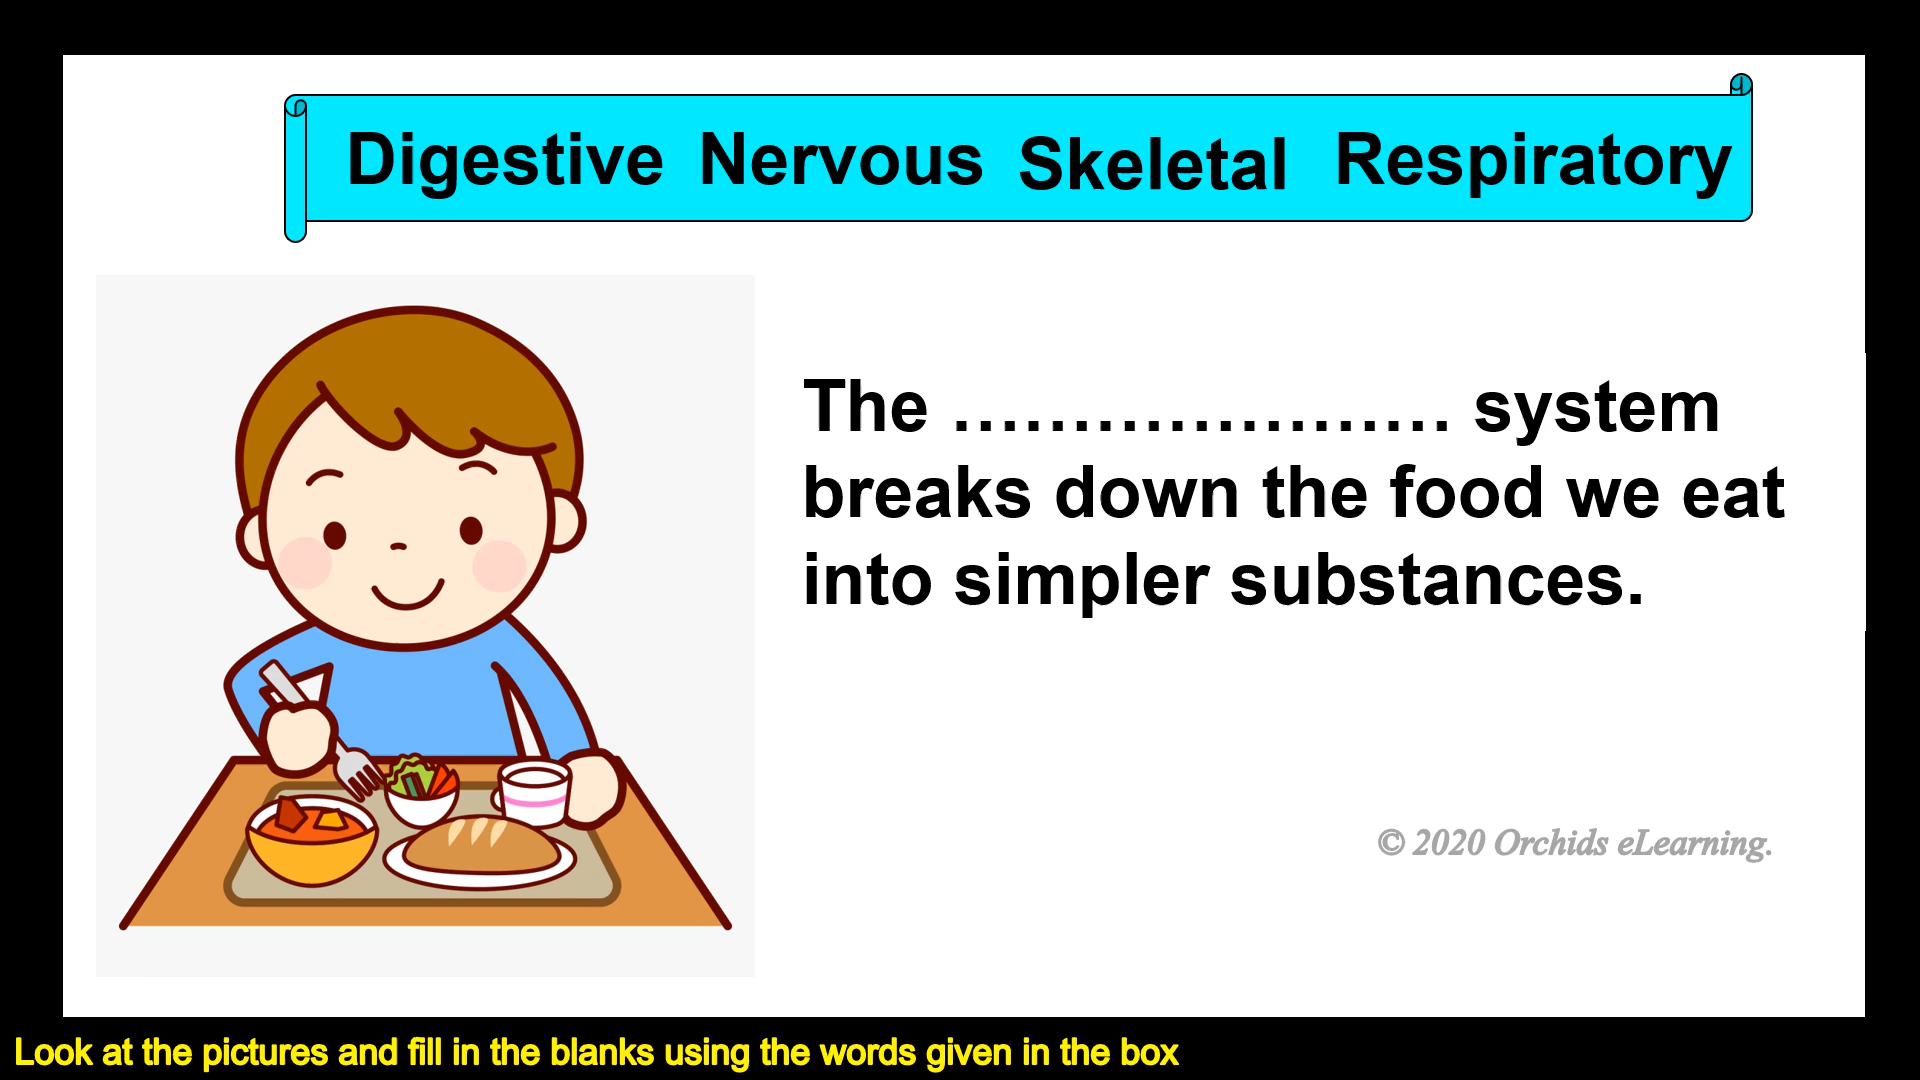 Digestive Nervous Skeletal Respiratory
The ………………… system
breaks down the food we eat
into simpler substances.
© 2020 Orchids eLearning.
Look at the pictures and fill in the blanks using the words given in the box